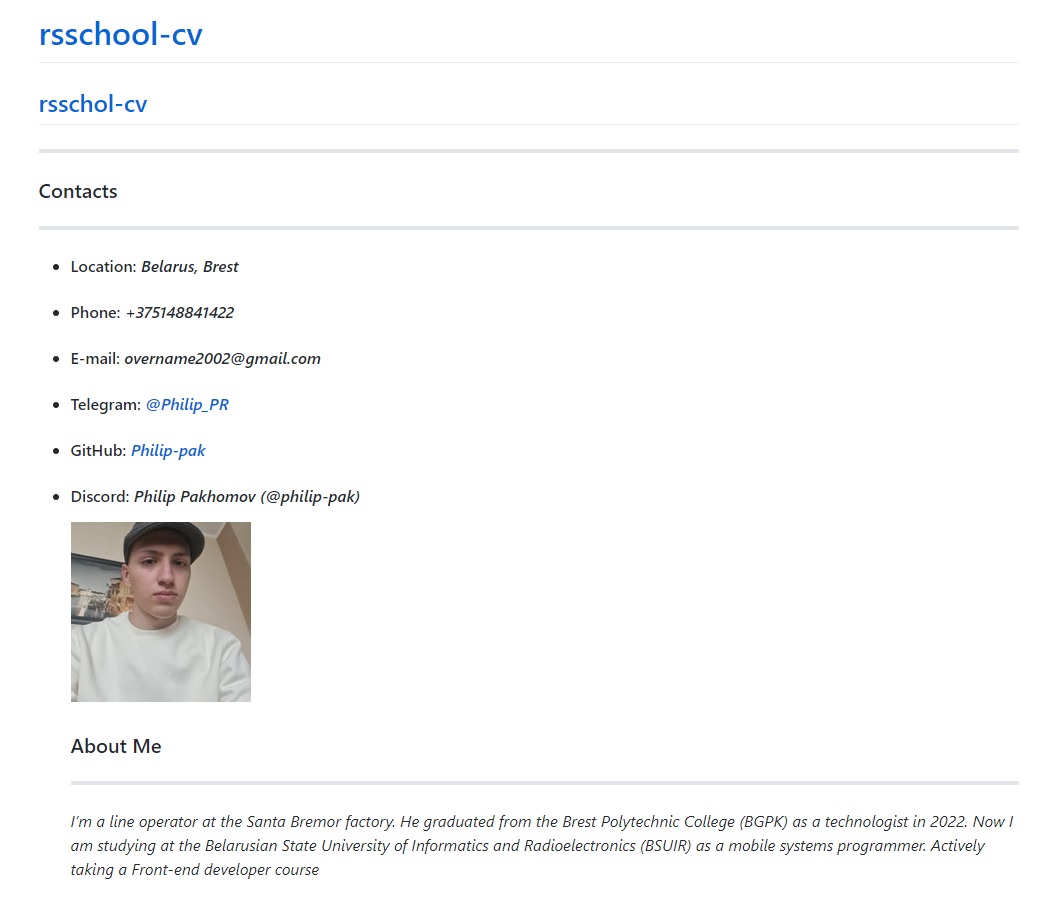 rsschool-cv
rsschol-cv
Contacts
Location: Belarus, Brest
Phone: +375148841422
E-mail: overname2002@gmail.com
Telegram: @Philip_PR
GitHub: Philip-pak
Discord: Philip Pakhomov (@philip-pak)
About Me
I'm a line operator at the Santa Bremor factory. He graduated from the Brest Polytechnic College (BGPK) as a technologist in 2022. Now I
am studying at the Belarusian State University of Informatics and Radioelectronics (BSUIR) as a mobile systems programmer. Actively
taking a Front-end developer course